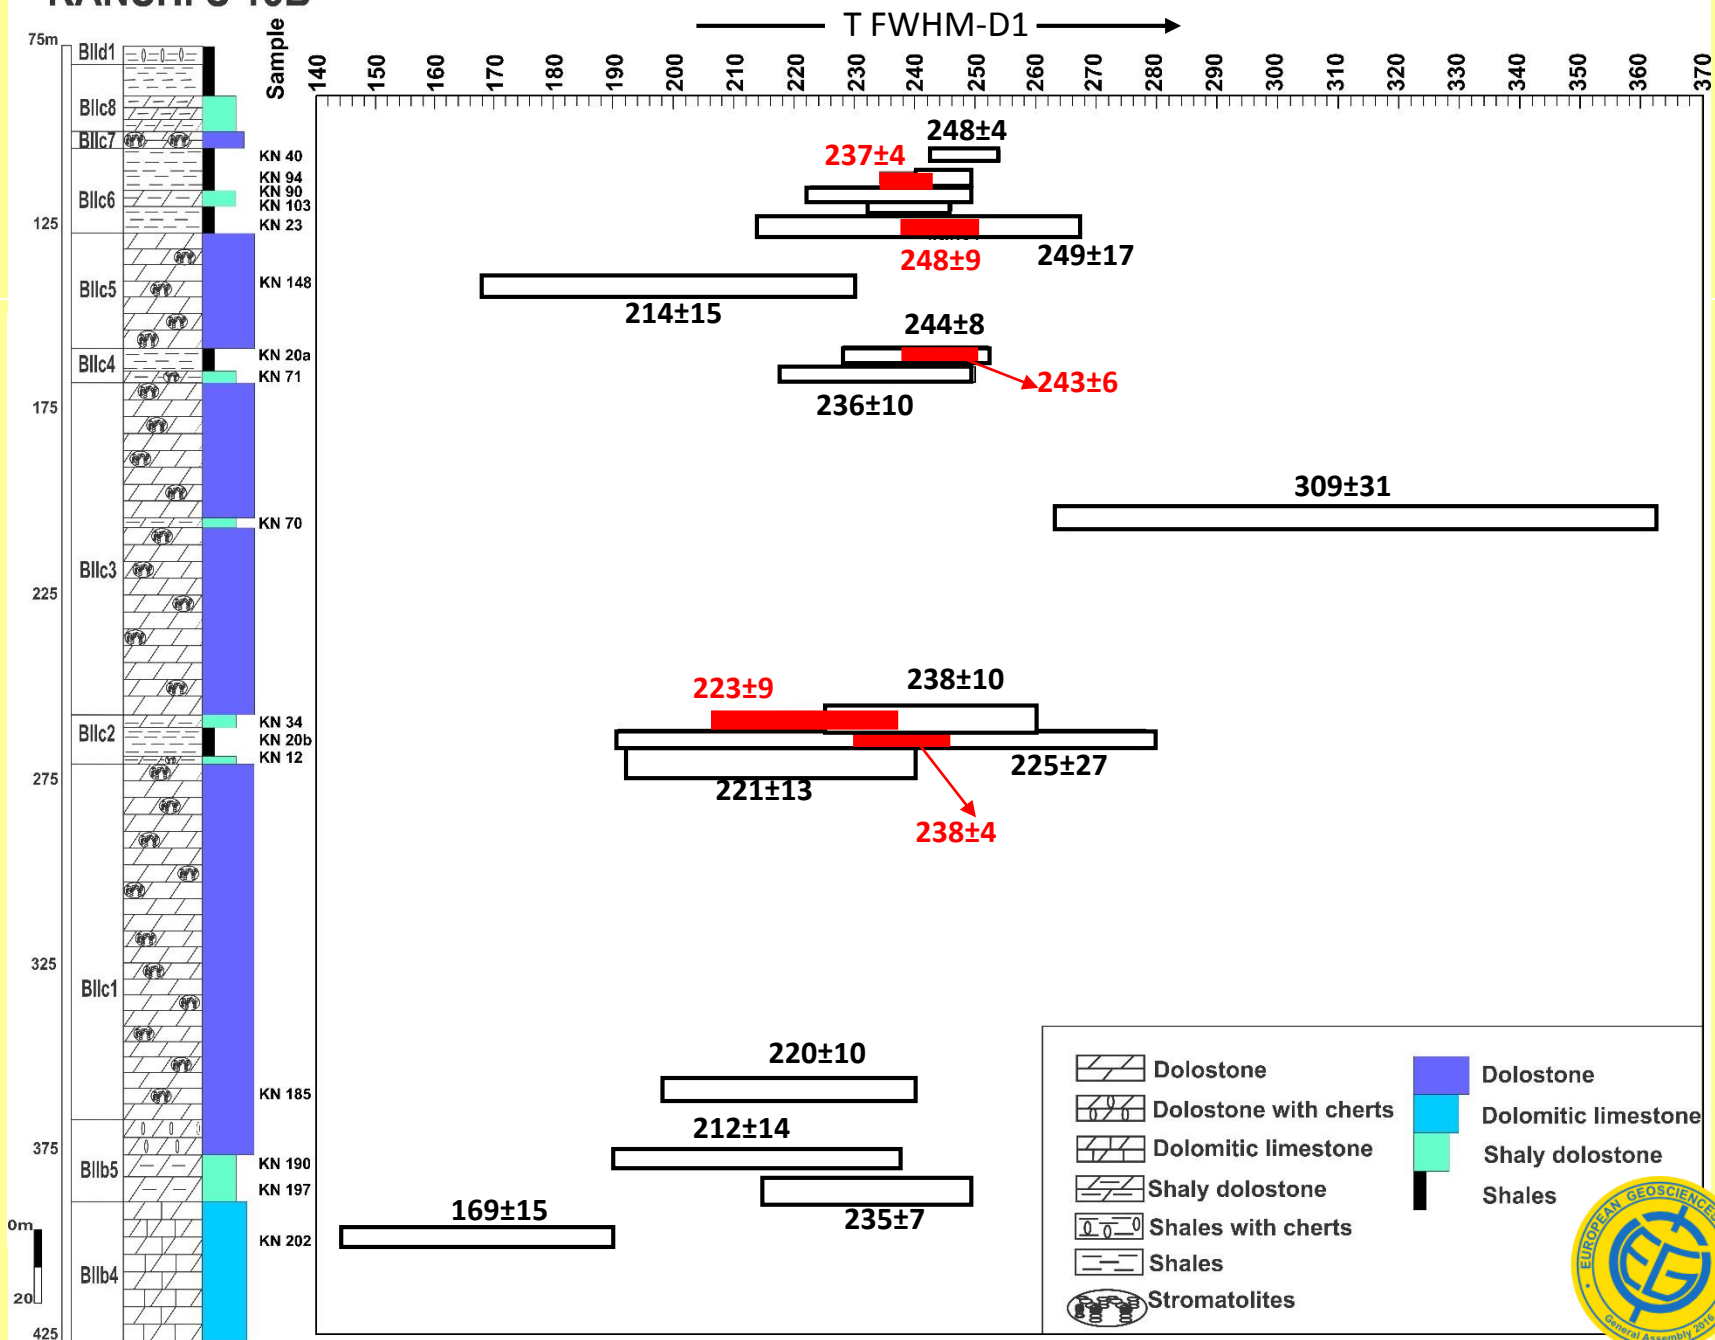 T FWHM-D1
Sample
140 150 160 170 180 190 200 210 220 230 240 250 260 270 280 290 300 310 320 330 340 350 360 370
75m
BIId1
BIIc8
BIIc7
KN 40
248±4
237±4
KN 94
KN 90
BIIc6
KN 103
125
KN 23
248±9
249±17
BIIc5
KN 148
214±15
244±8
BIIc4
KN 20a
KN 71
243±6
236±10
175
309±31
KN 70
BIIc3
225
223±9
238±10
KN 34
BIIc2
KN 20b
KN 12
225±27
275
221±13
238±4
325
BIIc1
220±10
KN 185
212±14
375
BIIb5
KN 190
KN 197
235±7
169±15
0m
KN 202
BIIb4
20
425
Dolostone
Dolostone with cherts
Dolomitic limestone
Shaly dolostone
Shales with cherts
Shales
Stromatolites
Dolostone
Dolomitic limestone
Shaly dolostone
Shales
EUROPEAN GEOSCIENCES
EGU
General Assembly 2016